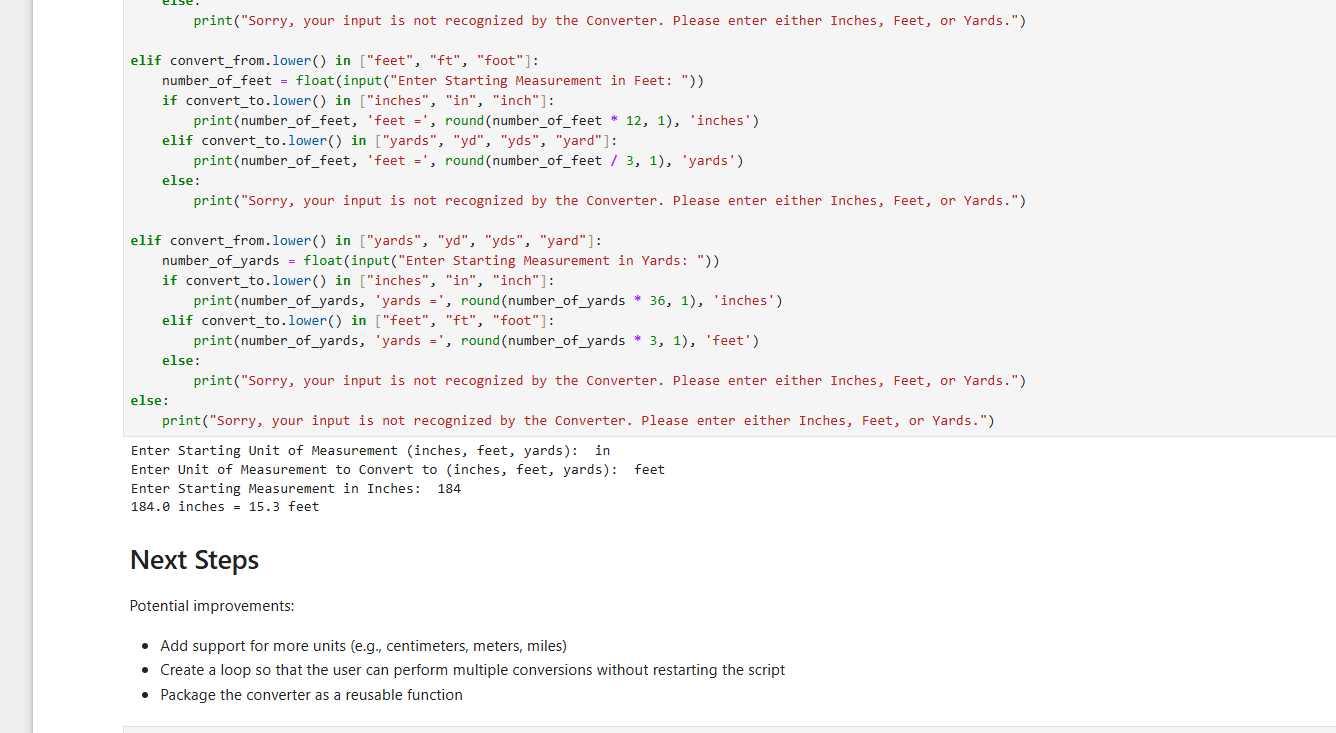 else:
        print("Sorry, your input is not recognized by the Converter. Please enter either Inches, Feet, or Yards.")
elif convert_from.lower() in ["feet", "ft", "foot"]:
    number_of_feet = float(input("Enter Starting Measurement in Feet: "))
    if convert_to.lower() in ["inches", "in", "inch"]:
        print(number_of_feet, 'feet =', round(number_of_feet * 12, 1), 'inches')
    elif convert_to.lower() in ["yards", "yd", "yds", "yard"]:
        print(number_of_feet, 'feet =', round(number_of_feet / 3, 1), 'yards')
    else:
        print("Sorry, your input is not recognized by the Converter. Please enter either Inches, Feet, or Yards.")
elif convert_from.lower() in ["yards", "yd", "yds", "yard"]:
    number_of_yards = float(input("Enter Starting Measurement in Yards: "))
    if convert_to.lower() in ["inches", "in", "inch"]:
        print(number_of_yards, 'yards =', round(number_of_yards * 36, 1), 'inches')
    elif convert_to.lower() in ["feet", "ft", "foot"]:
        print(number_of_yards, 'yards =', round(number_of_yards * 3, 1), 'feet')
    else:
        print("Sorry, your input is not recognized by the Converter. Please enter either Inches, Feet, or Yards.")
else:
    print("Sorry, your input is not recognized by the Converter. Please enter either Inches, Feet, or Yards.")
Enter Starting Unit of Measurement (inches, feet, yards):  in
Enter Unit of Measurement to Convert to (inches, feet, yards):  feet
Enter Starting Measurement in Inches:  184
184.0 inches = 15.3 feet
Next Steps
Potential improvements:
• Add support for more units (e.g., centimeters, meters, miles)
• Create a loop so that the user can perform multiple conversions without restarting the script
• Package the converter as a reusable function